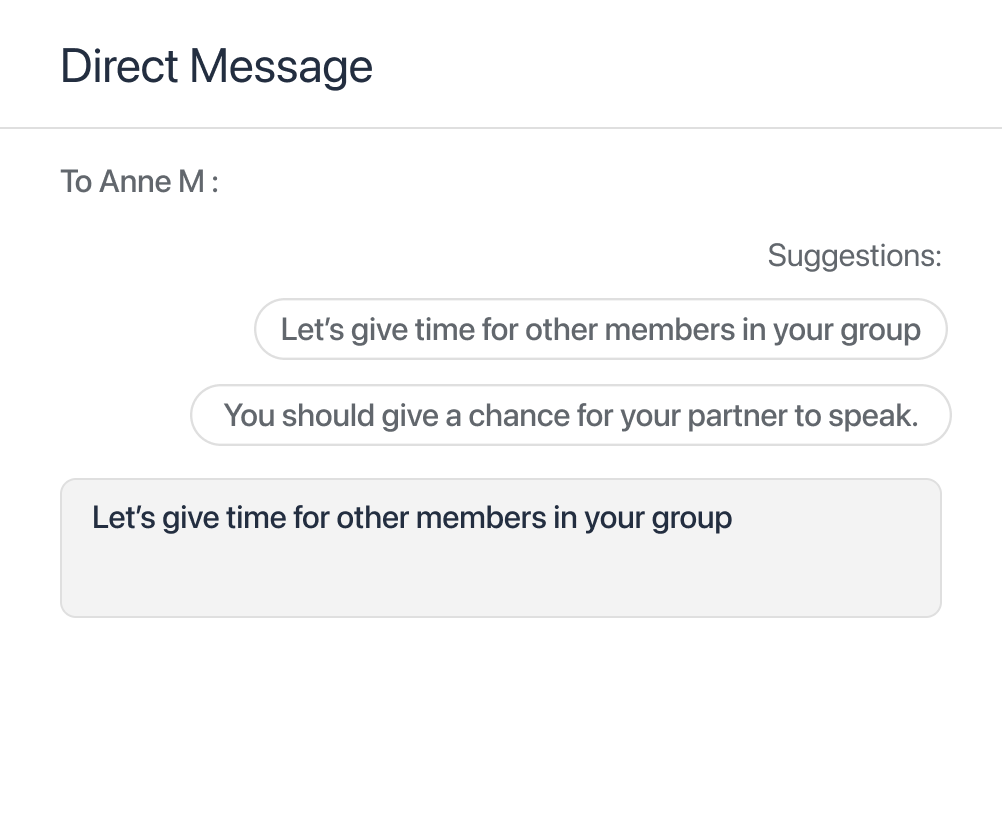 Direct Message
To Anne M :
Suggestions:
Let’s give time for other members in your group
You should give a chance for your partner to speak.
Let’s give time for other members in your group